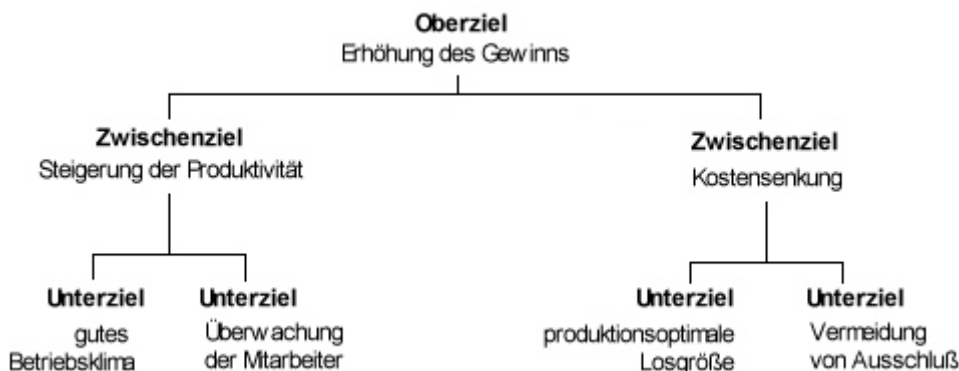 Oberziel
Erhöhung des Gewinns
Zwischenziel
Steigerung der Produktivität
Zwischenziel
Kostensenkung
Unterziel
gutes
Betriebsklima
Unterziel
Überwachung
der Mitarbeiter
Unterziel
produktionsoptimale
Losgröße
Unterziel
Vermeidung
von Ausschluß